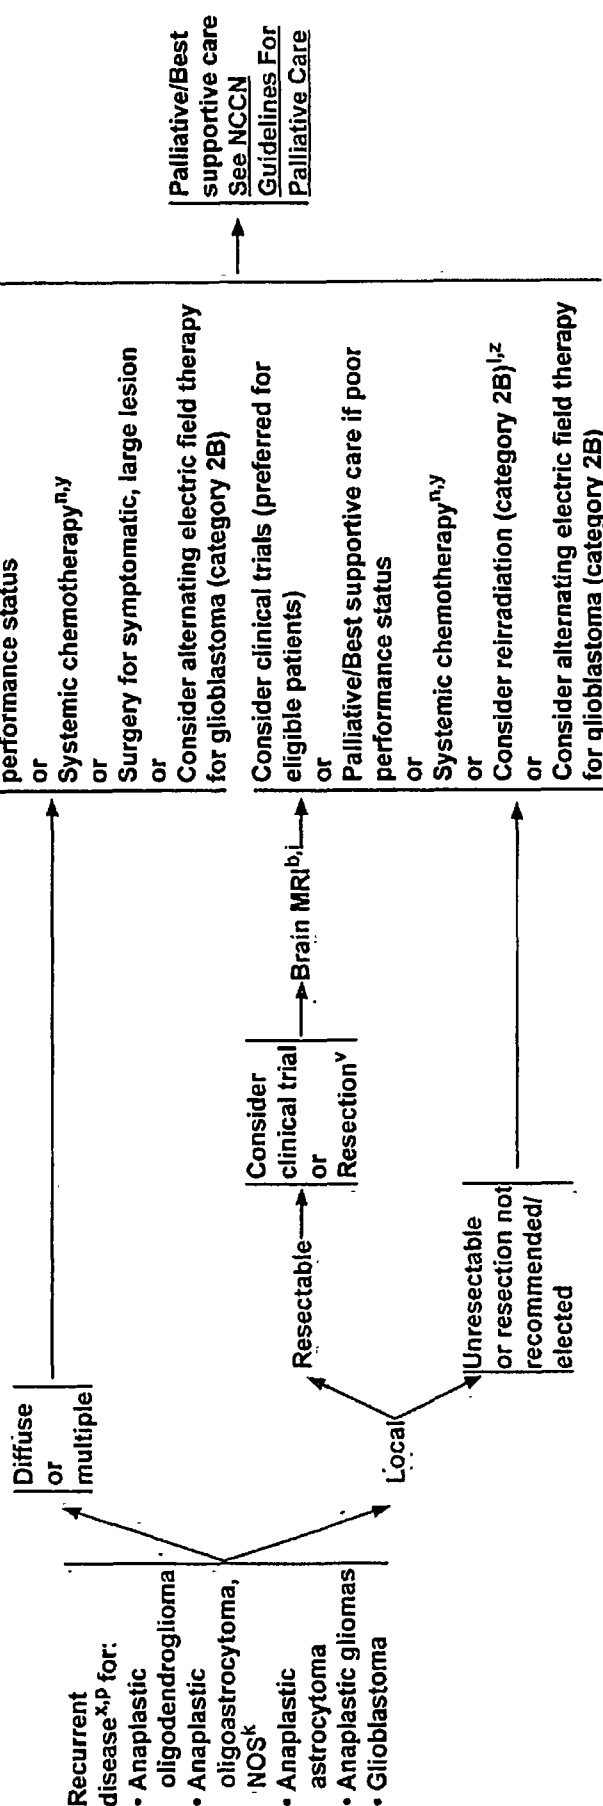 Recurrent
disease^x,p for:
• Anaplastic
oligodendroglioma
• Anaplastic
oligoastrocytoma,
NOS^k
• Anaplastic
astrocytoma
• Anaplastic gliomas
• Glioblastoma
Diffuse
or
multiple
Local
Resectable
Unresectable
or resection not
recommended/
elected
Consider
clinical trial
or
Resection^v
Brain MRI^b,i
performance status
or
Systemic chemotherapy^n,y
or
Surgery for symptomatic, large lesion
or
Consider alternating electric field therapy
for glioblastoma (category 2B)
Consider clinical trials (preferred for
eligible patients)
or
Palliative/Best supportive care if poor
performance status
or
Systemic chemotherapy^n,y
or
Consider reirradiation (category 2B)^l,z
or
Consider alternating electric field therapy
for glioblastoma (category 2B)
Palliative/Best
supportive care
See NCCN
Guidelines For
Palliative Care